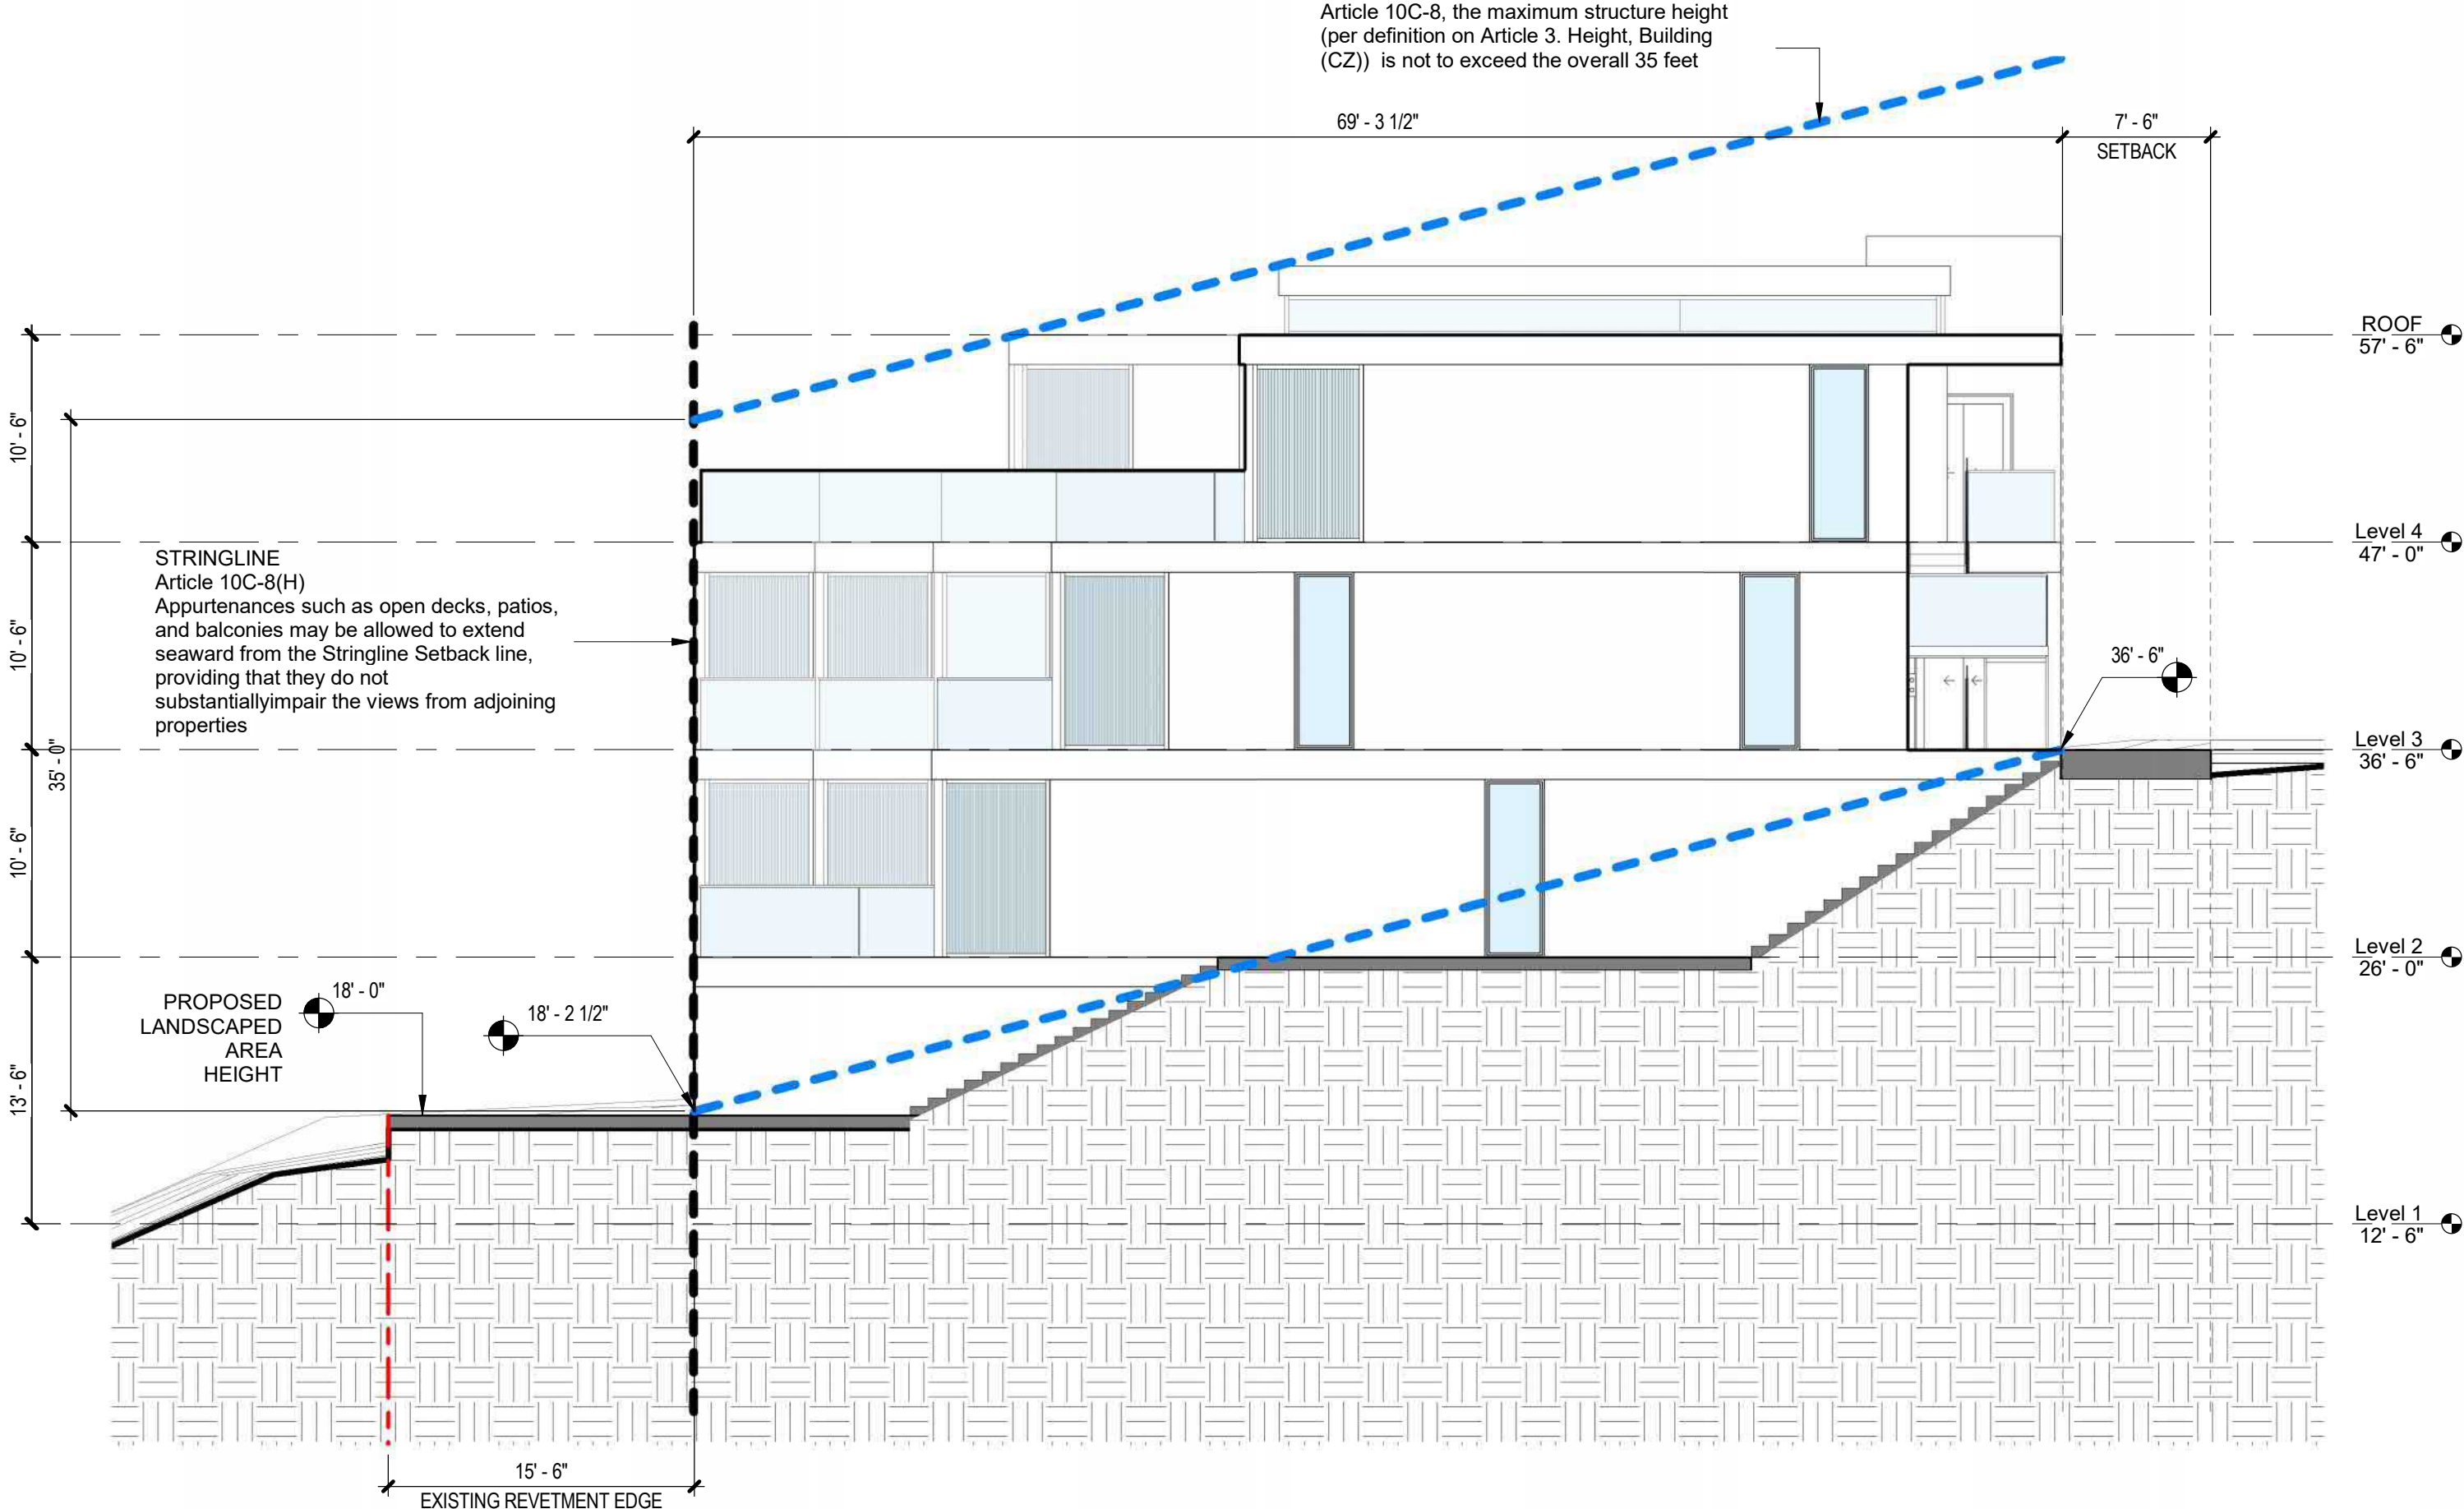 Article 10C-8, the maximum structure height
(per definition on Article 3. Height, Building
(CZ)) is not to exceed the overall 35 feet
69' - 3 1/2"
7' - 6"
SETBACK
ROOF
57' - 6"
10' - 6"
Level 4
47' - 0"
STRINGLINE
Article 10C-8(H)
Appurtenances such as open decks, patios,
and balconies may be allowed to extend
seaward from the Stringline Setback line,
providing that they do not
substantiallyimpair the views from adjoining
properties
10' - 6"
36' - 6"
35' - 0"
Level 3
36' - 6"
10' - 6"
Level 2
26' - 0"
PROPOSED
LANDSCAPED
AREA
HEIGHT
18' - 0"
18' - 2 1/2"
13' - 6"
Level 1
12' - 6"
15' - 6"
EXISTING REVETMENT EDGE